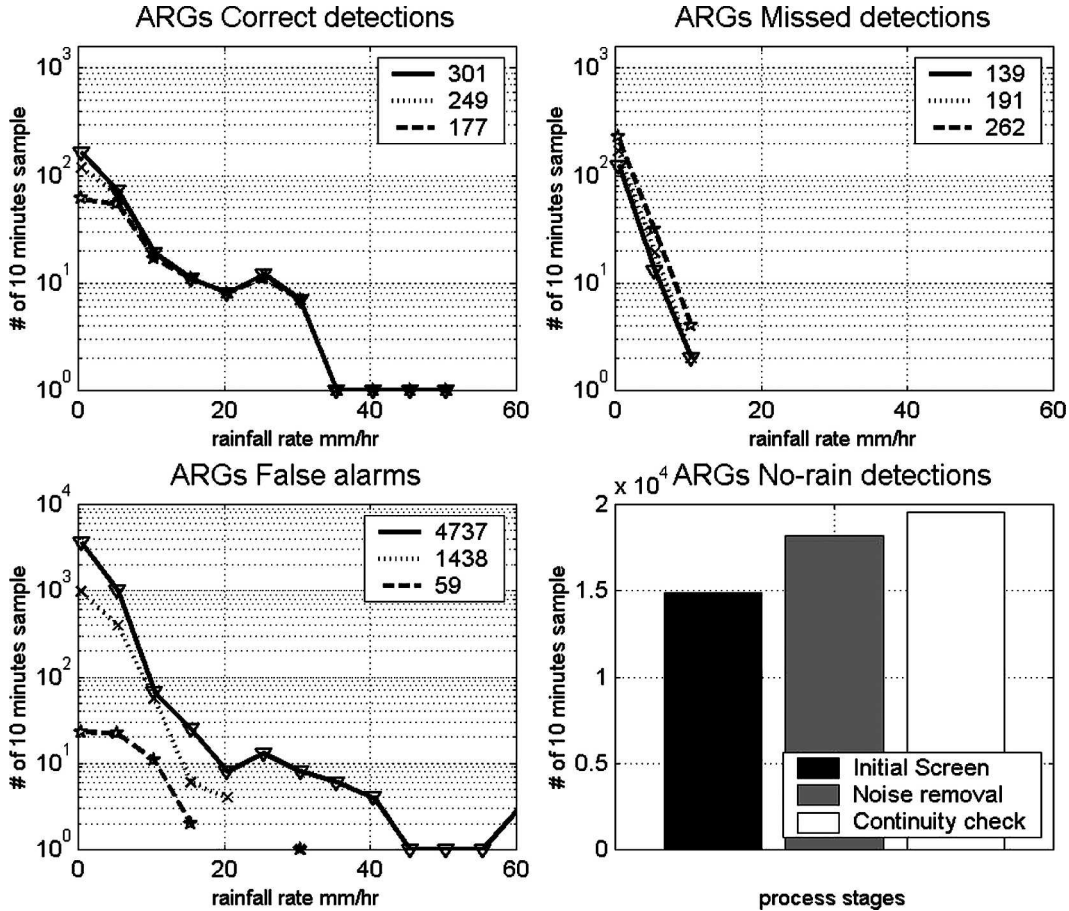 ARGs Correct detections
10^3
10^2
10^1
10^0
# of 10 minutes sample
301
249
177
0 20 40 60
rainfall rate mm/hr
ARGs Missed detections
10^3
10^2
10^1
10^0
# of 10 minutes sample
139
191
262
0 20 40 60
rainfall rate mm/hr
ARGs False alarms
10^4
10^3
10^2
10^1
10^0
# of 10 minutes sample
4737
1438
59
0 20 40 60
rainfall rate mm/hr
x 10^4 ARGs No-rain detections
2
1.5
1
0.5
0
# of 10 minutes sample
Initial Screen
Noise removal
Continuity check
process stages